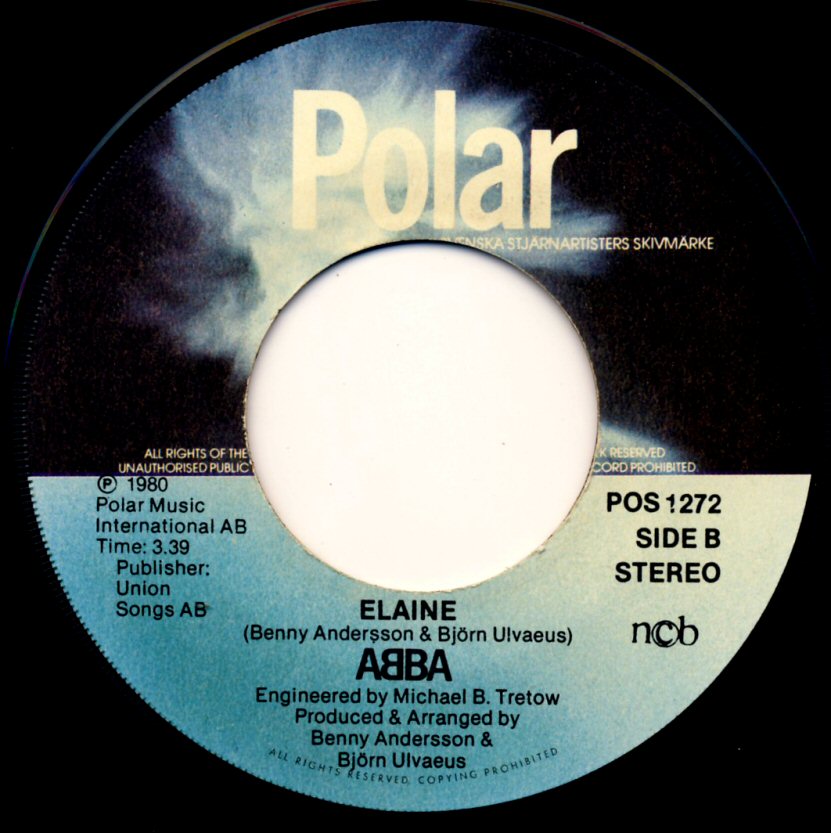 Polar
SVENSKA STJÄRNARTISTERS SKIVMÄRKE
ALL RIGHTS OF THE K RESERVED
UNAUTHORISED PUBLIC CORD PROHIBITED.
℗ 1980
Polar Music
International AB
Time: 3.39
Publisher:
Union
Songs AB
POS 1272
SIDE B
STEREO
ncb
ELAINE
(Benny Andersson & Björn Ulvaeus)
ABBA
Engineered by Michael B. Tretow
Produced & Arranged by
Benny Andersson &
Björn Ulvaeus
ALL RIGHTS RESERVED. COPYING PROHIBITED